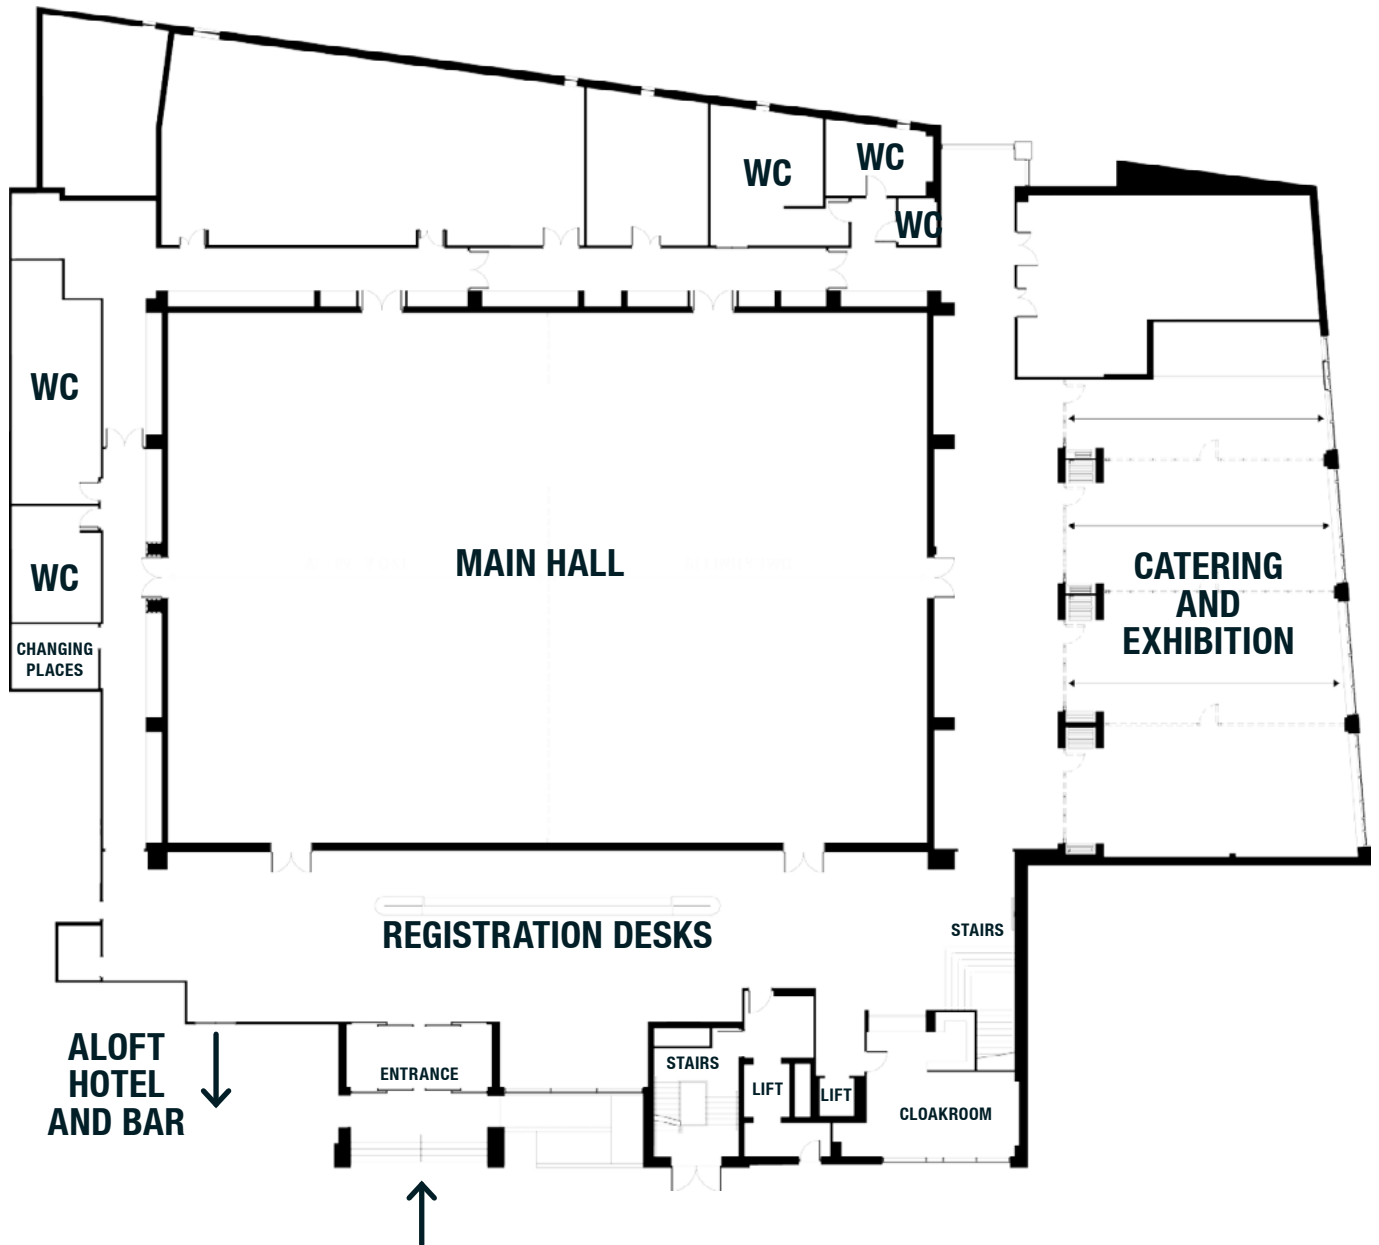 WC
WC
WC
WC
MAIN HALL
CATERING
AND
EXHIBITION
WC
CHANGING
PLACES
REGISTRATION DESKS
STAIRS
ALOFT
HOTEL
AND BAR
ENTRANCE
STAIRS
LIFT
LIFT
CLOAKROOM